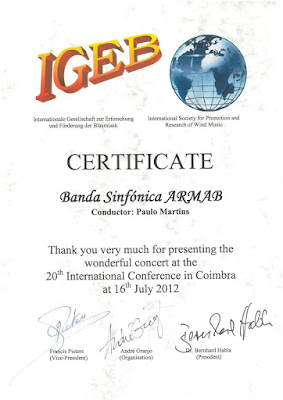 IGEB
Internationale Gesellschaft zur Erforschung
und Förderung der Blasmusik
International Society for Promotion and
Research of Wind Music
CERTIFICATE
Banda Sinfónica ARMAB
Conductor: Paulo Martins
Thank you very much for presenting the
wonderful concert at the
20th International Conference in Coimbra
at 16th July 2012
Francis Pieters
(Vice-President)
André Granjo
(Organisation)
Dr. Bernhard Habla
(President)